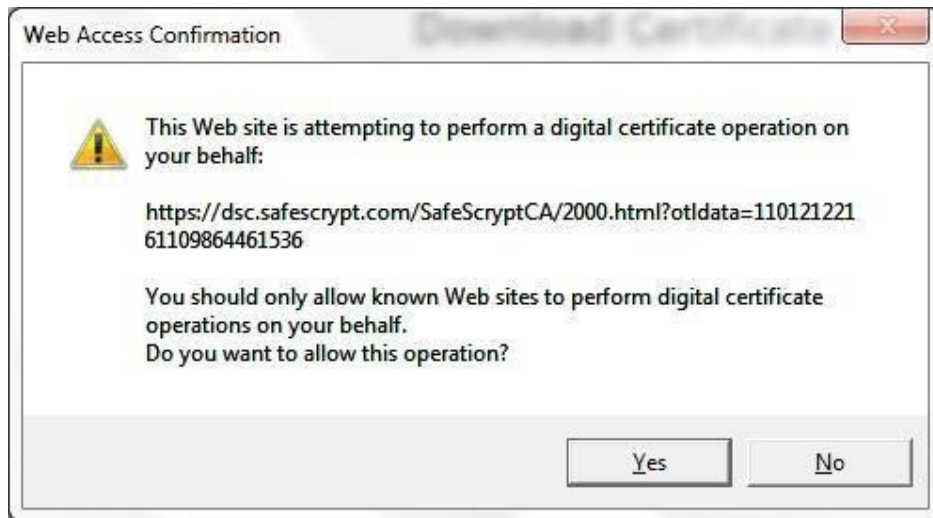 Download Certificate
Web Access Confirmation
This Web site is attempting to perform a digital certificate operation on
your behalf:
https://dsc.safescrypt.com/SafeScryptCA/2000.html?otldata=110121221
61109864461536
You should only allow known Web sites to perform digital certificate
operations on your behalf.
Do you want to allow this operation?
Yes
No